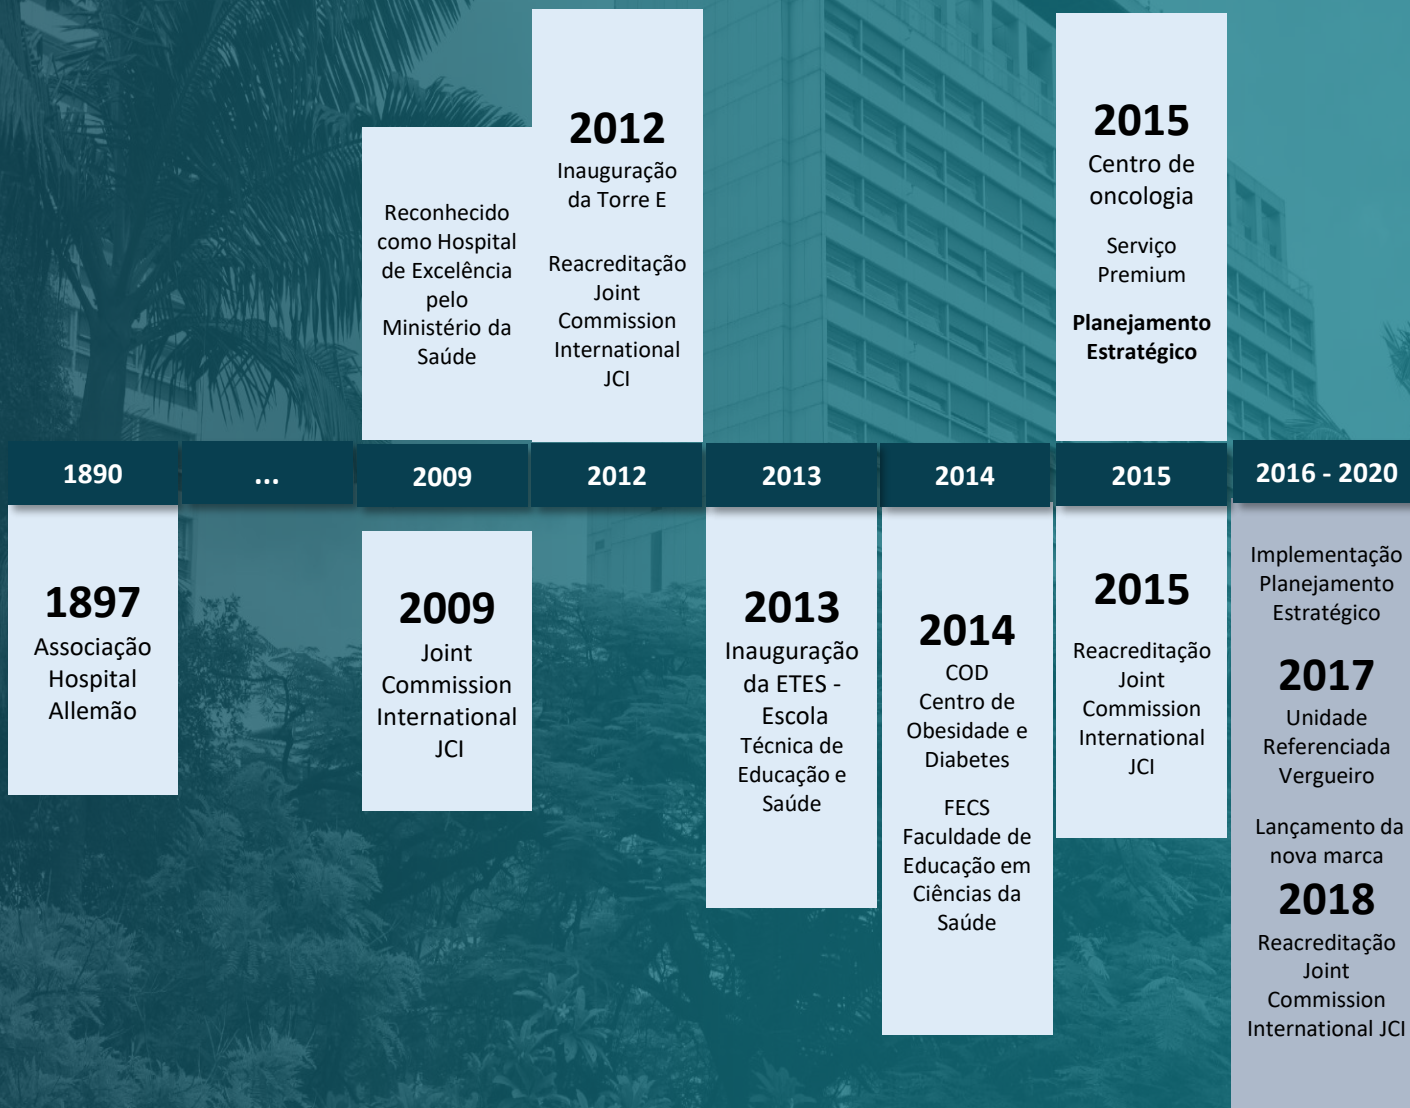 2012
Inauguração
da Torre E
Reacreditação
Joint
Commission
International
JCI
2015
Centro de
oncologia
Serviço
Premium
Planejamento
Estratégico
Reconhecido
como Hospital
de Excelência
pelo
Ministério da
Saúde
1890
...
2009
2012
2013
2014
2015
2016 - 2020
1897
Associação
Hospital
Allemão
2009
Joint
Commission
International
JCI
2013
Inauguração
da ETES -
Escola
Técnica de
Educação e
Saúde
2014
COD
Centro de
Obesidade e
Diabetes
FECS
Faculdade de
Educação em
Ciências da
Saúde
2015
Reacreditação
Joint
Commission
International
JCI
Implementação
Planejamento
Estratégico
2017
Unidade
Referenciada
Vergueiro
Lançamento da
nova marca
2018
Reacreditação
Joint
Commission
International JCI